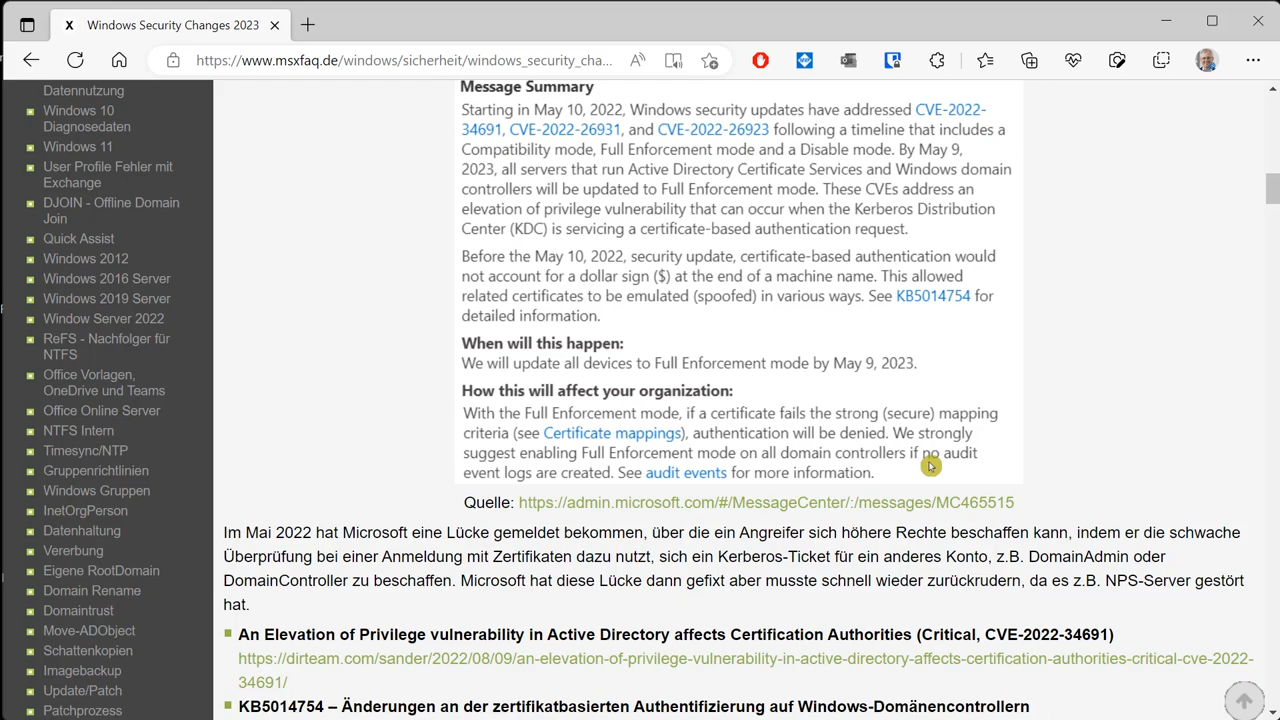 Windows Security Changes 2023
https://www.msxfaq.de/windows/sicherheit/windows_security_cha...
Datennutzung
Windows 10
Diagnosedaten
Windows 11
User Profile Fehler mit
Exchange
DJOIN - Offline Domain
Join
Quick Assist
Windows 2012
Windows 2016 Server
Windows 2019 Server
Window Server 2022
ReFS - Nachfolger für
NTFS
Office Vorlagen,
OneDrive und Teams
Office Online Server
NTFS Intern
Timesync/NTP
Gruppenrichtlinien
Windows Gruppen
InetOrgPerson
Datenhaltung
Vererbung
Eigene RootDomain
Domain Rename
Domaintrust
Move-ADObject
Schattenkopien
Imagebackup
Update/Patch
Patchprozess
Message Summary
Starting in May 10, 2022, Windows security updates have addressed CVE-2022-
34691, CVE-2022-26931, and CVE-2022-26923 following a timeline that includes a
Compatibility mode, Full Enforcement mode and a Disable mode. By May 9,
2023, all servers that run Active Directory Certificate Services and Windows domain
controllers will be updated to Full Enforcement mode. These CVEs address an
elevation of privilege vulnerability that can occur when the Kerberos Distribution
Center (KDC) is servicing a certificate-based authentication request.
Before the May 10, 2022, security update, certificate-based authentication would
not account for a dollar sign ($) at the end of a machine name. This allowed
related certificates to be emulated (spoofed) in various ways. See KB5014754 for
detailed information.
When will this happen:
We will update all devices to Full Enforcement mode by May 9, 2023.
How this will affect your organization:
With the Full Enforcement mode, if a certificate fails the strong (secure) mapping
criteria (see Certificate mappings), authentication will be denied. We strongly
suggest enabling Full Enforcement mode on all domain controllers if no audit
event logs are created. See audit events for more information.
Quelle: https://admin.microsoft.com/#/MessageCenter/:/messages/MC465515
Im Mai 2022 hat Microsoft eine Lücke gemeldet bekommen, über die ein Angreifer sich höhere Rechte beschaffen kann, indem er die schwache
Überprüfung bei einer Anmeldung mit Zertifikaten dazu nutzt, sich ein Kerberos-Ticket für ein anderes Konto, z.B. DomainAdmin oder
DomainController zu beschaffen. Microsoft hat diese Lücke dann gefixt aber musste schnell wieder zurückrudern, da es z.B. NPS-Server gestört
hat.
An Elevation of Privilege vulnerability in Active Directory affects Certification Authorities (Critical, CVE-2022-34691)
https://dirteam.com/sander/2022/08/09/an-elevation-of-privilege-vulnerability-in-active-directory-affects-certification-authorities-critical-cve-2022-
34691/
KB5014754 – Änderungen an der zertifikatbasierten Authentifizierung auf Windows-Domänencontrollern